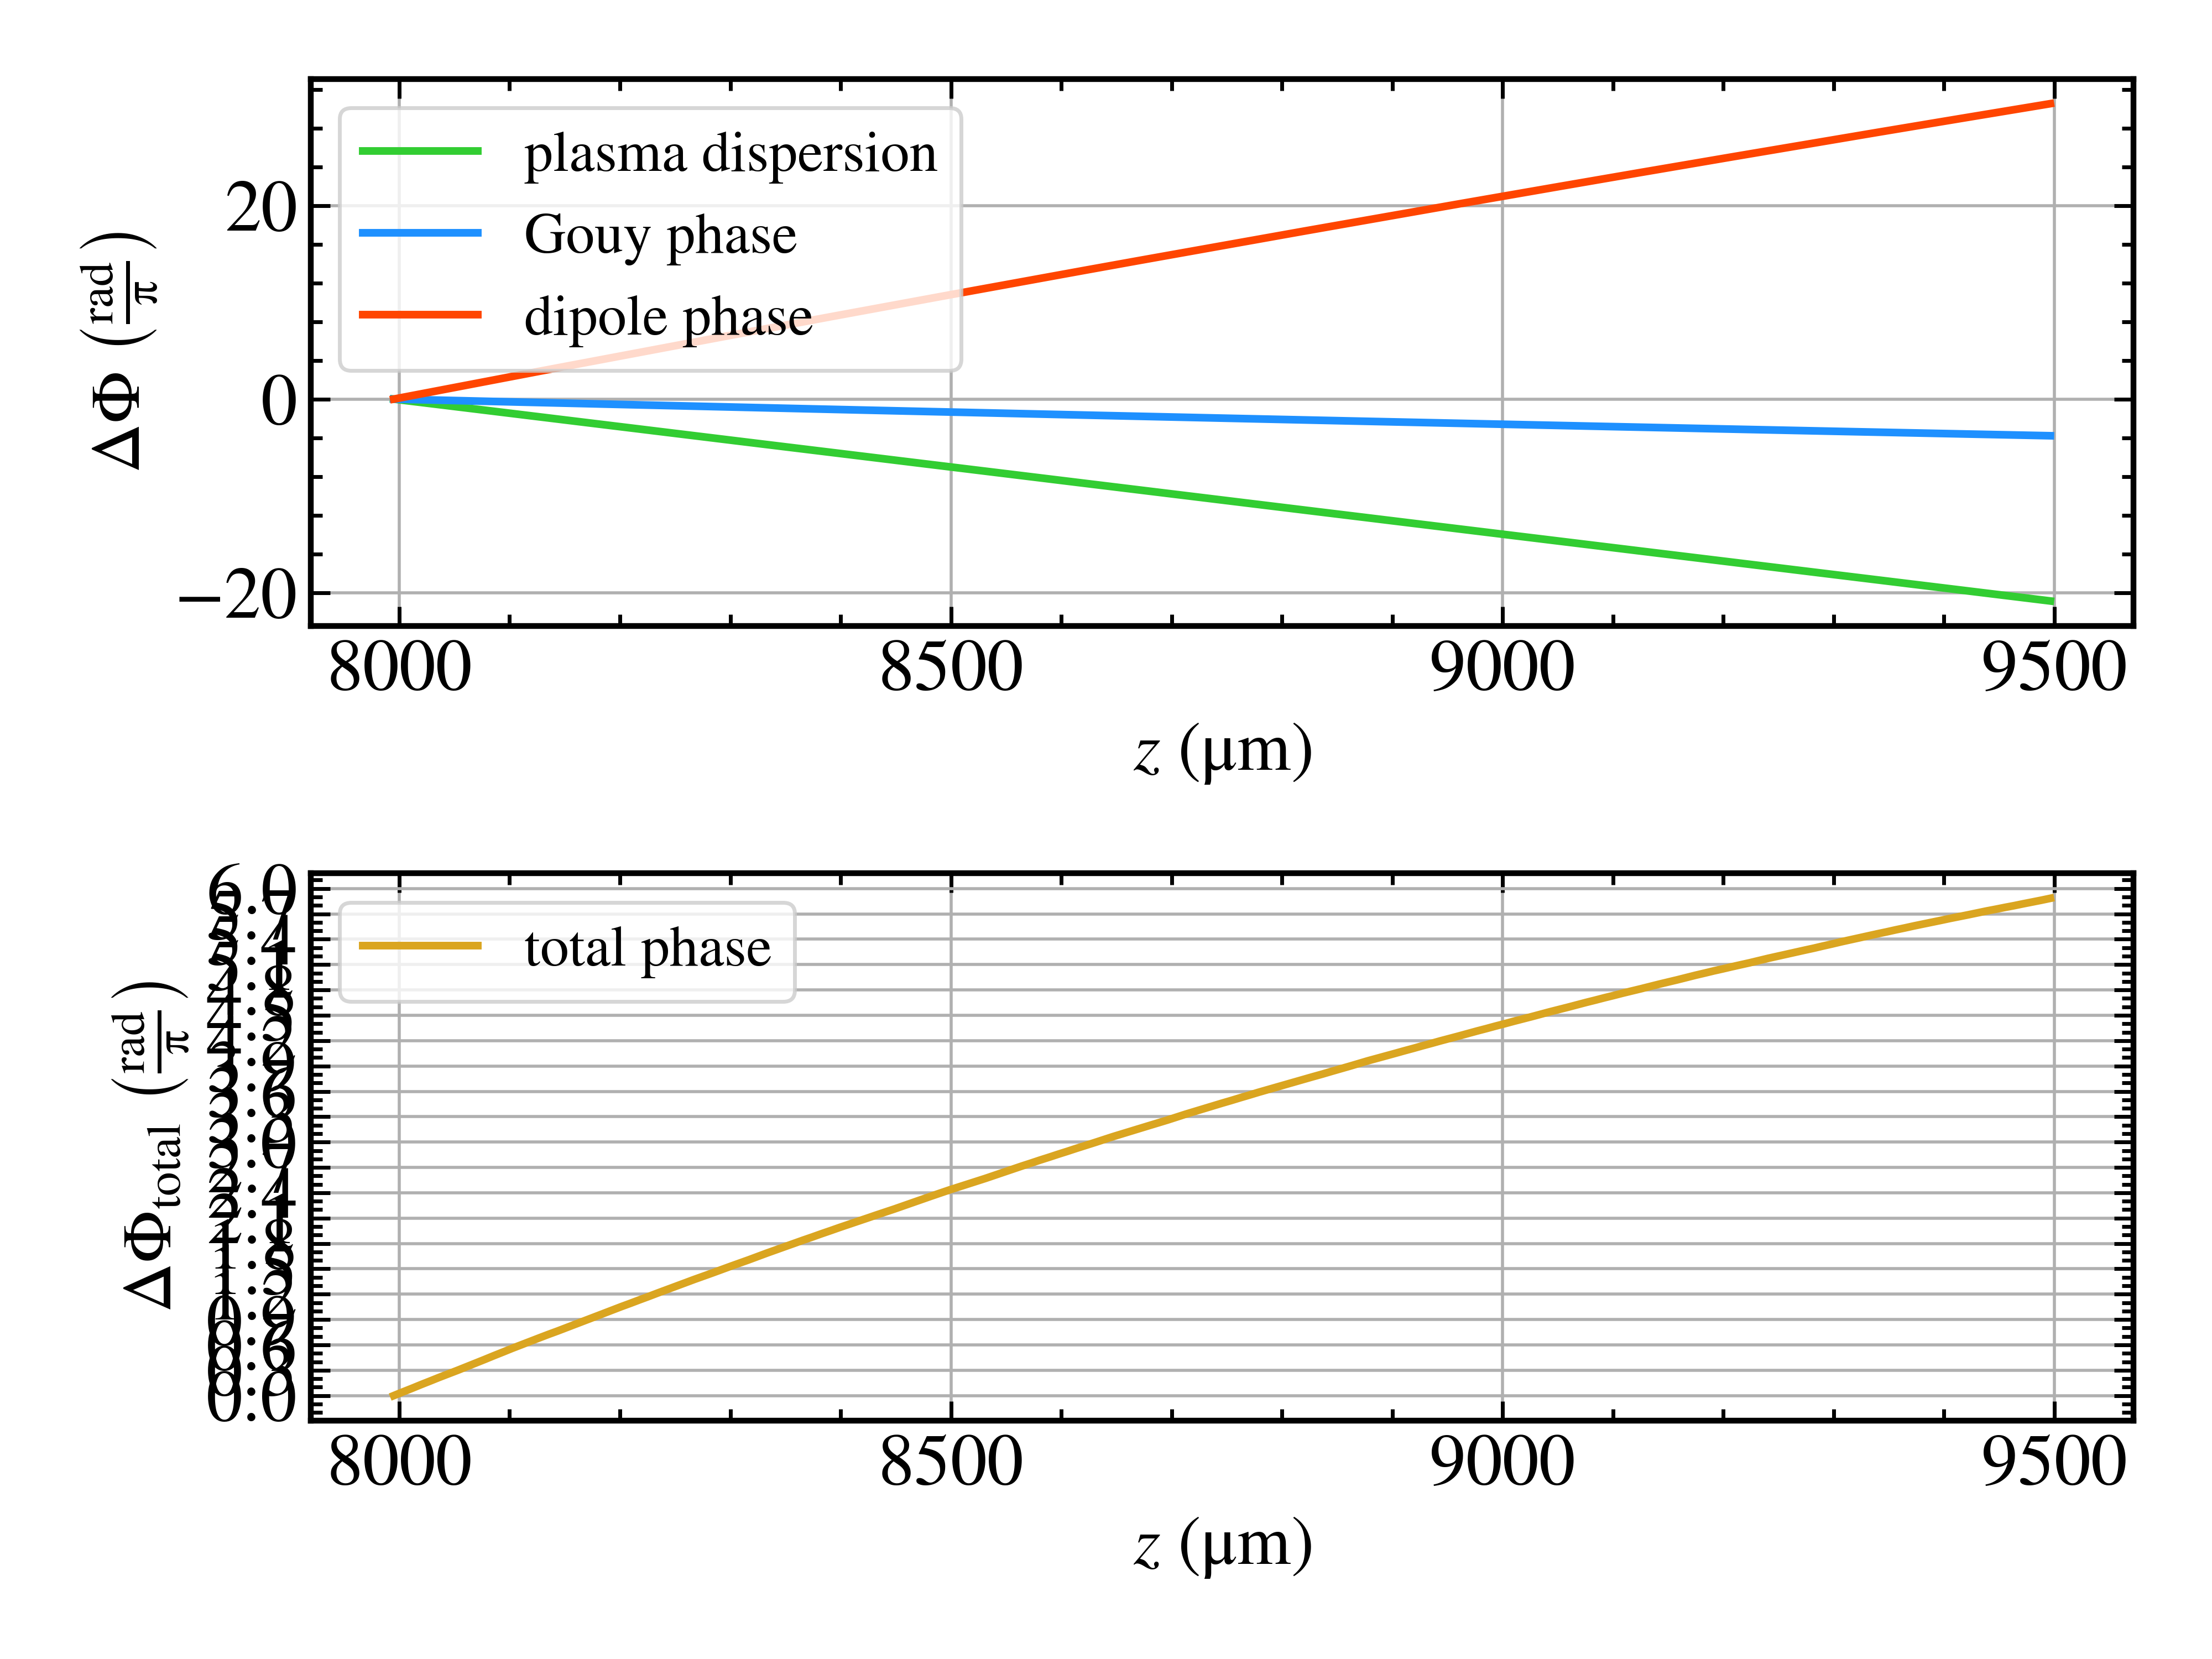 plasma dispersion
Gouy phase
dipole phase
20
0
−20
ΔΦ (rad/π)
8000 8500 9000 9500
z (μm)
total phase
6.0
0.0
ΔΦtotal (rad/π)
8000 8500 9000 9500
z (μm)